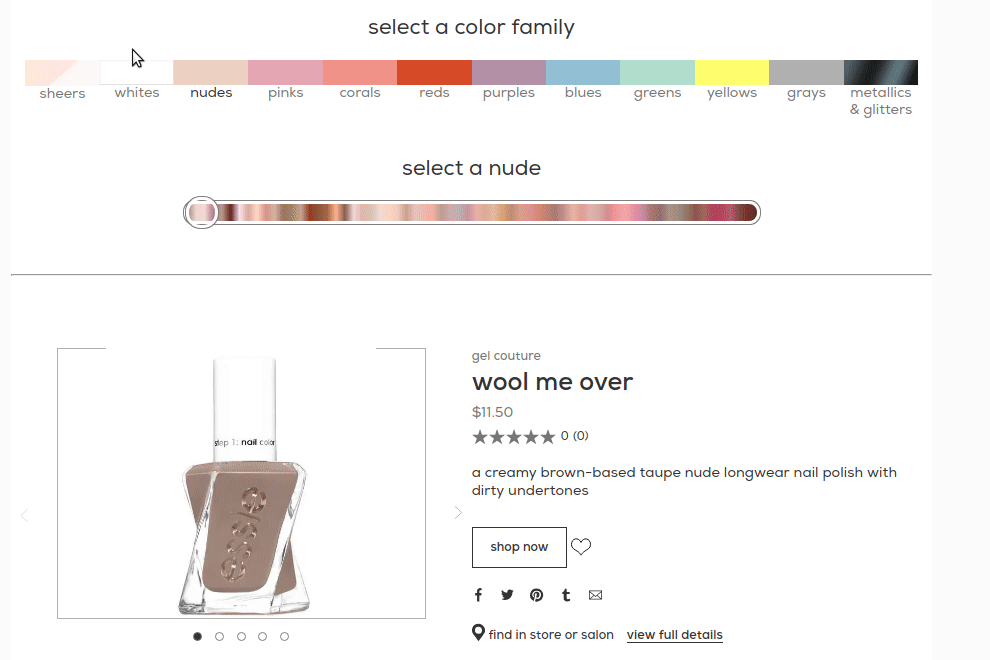 select a color family
sheers
whites
nudes
pinks
corals
reds
purples
blues
greens
yellows
grays
metallics
& glitters
select a nude
step 1: nail color
essie
gel couture
wool me over
$11.50
0 (0)
a creamy brown-based taupe nude longwear nail polish with
dirty undertones
shop now
find in store or salon view full details